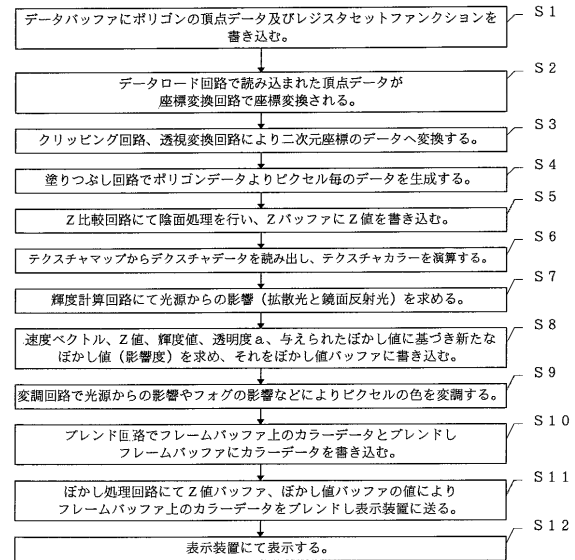 データバッファにポリゴンの頂点データ及びレジスタセットファンクションを
書き込む。
S1
データロード回路で読み込まれた頂点データが
座標変換回路で座標変換される。
S2
クリッピング回路、透視変換回路により二次元座標のデータへ変換する。
S3
塗りつぶし回路でポリゴンデータよりピクセル毎のデータを生成する。
S4
Z比較回路にて陰面処理を行い、ZバッファにZ値を書き込む。
S5
テクスチャマップからデクスチャデータを読み出し、テクスチャカラーを演算する。
S6
輝度計算回路にて光源からの影響（拡散光と鏡面反射光）を求める。
S7
速度ベクトル、Z値、輝度値、透明度a、与えられたぼかし値に基づき新たな
ぼかし値（影響度）を求め、それをぼかし値バッファに書き込む。
S8
変調回路で光源からの影響やフォグの影響などによりピクセルの色を変調する。
S9
ブレンド回路でフレームバッファ上のカラーデータとブレンドし
フレームバッファにカラーデータを書き込む。
S10
ぼかし処理回路にてZ値バッファ、ぼかし値バッファの値により
フレームバッファ上のカラーデータをブレンドし表示装置に送る。
S11
表示装置にて表示する。
S12